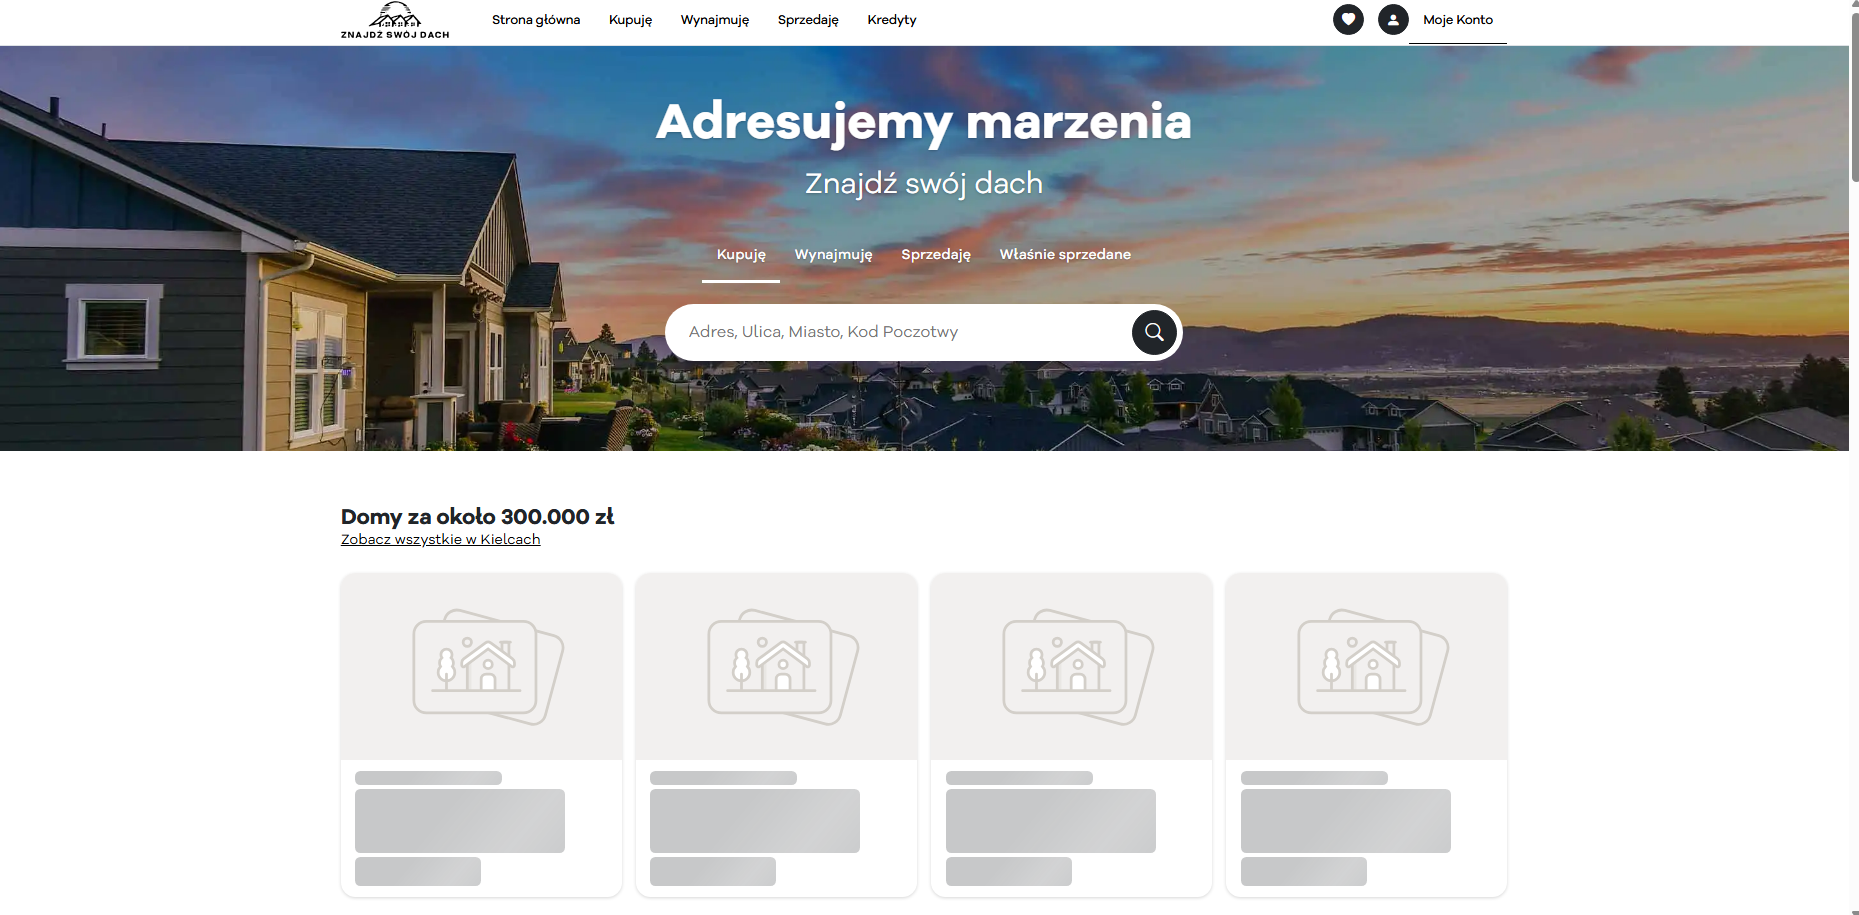 ZNAJDŹ SWÓJ DACH
Strona główna
Kupuję
Wynajmuję
Sprzedaję
Kredyty
Moje Konto
Adresujemy marzenia
Znajdź swój dach
Kupuję
Wynajmuję
Sprzedaję
Właśnie sprzedane
Adres, Ulica, Miasto, Kod Poczotwy
Domy za około 300.000 zł
Zobacz wszystkie w Kielcach